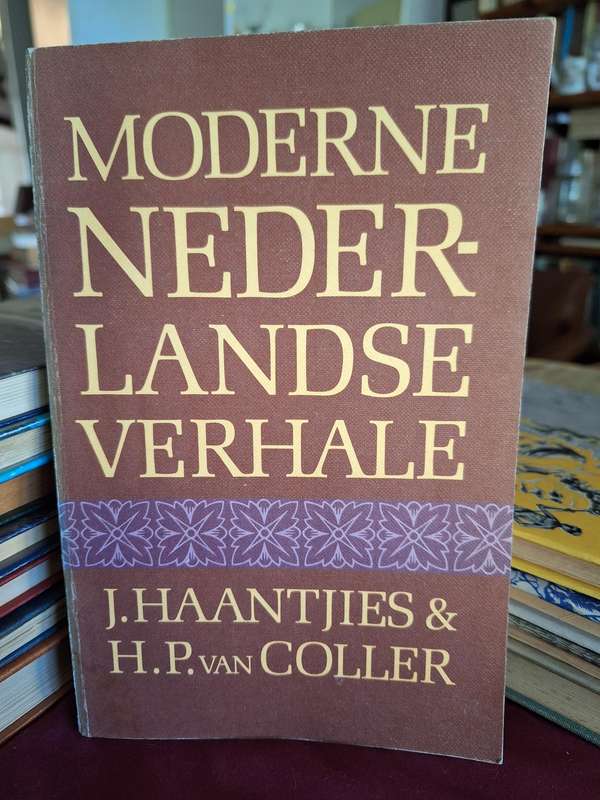 MODERNE
NEDER-
LANDSE
VERHALE
J. HAANTJIES &
H.P. VAN COLLER